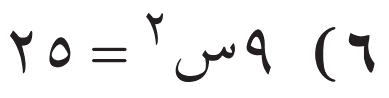 ٦) ٩س٢ = ٢٥